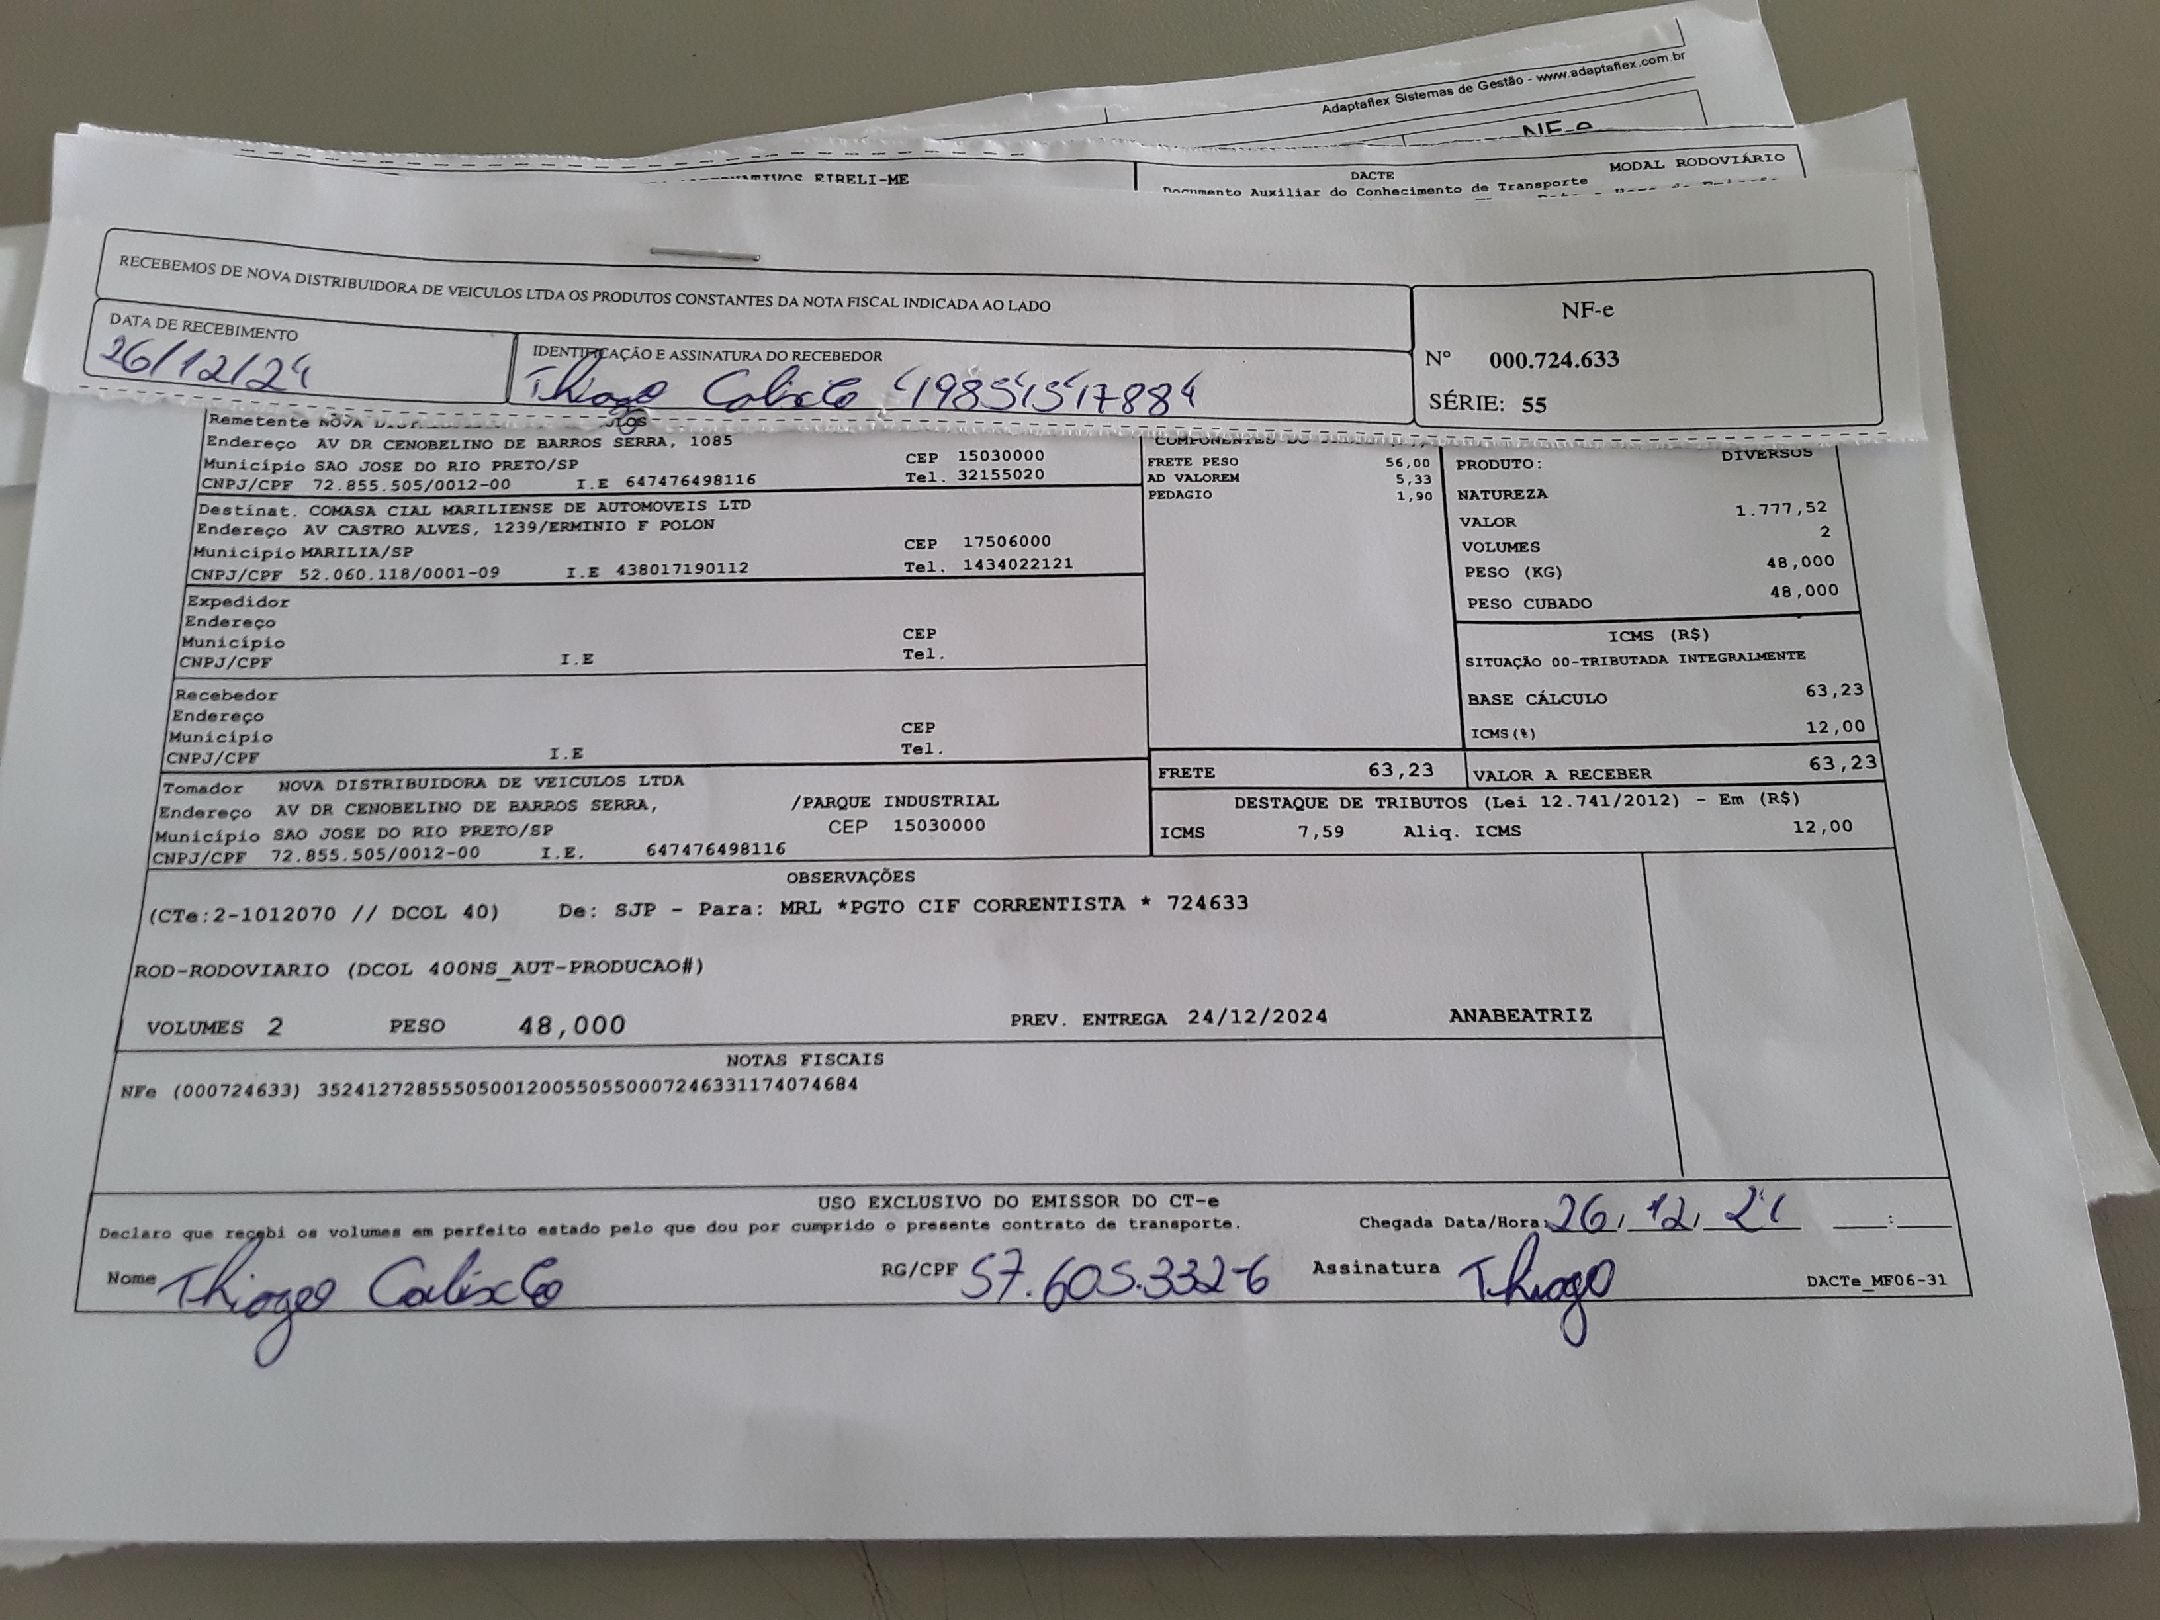 Adaptaflex Sistemas de Gestão - www.adaptaflex.com.br
NF-e
EIRELI-ME
DACTE
MODAL RODOVIÁRIO
Documento Auxiliar do Conhecimento de Transporte
RECEBEMOS DE NOVA DISTRIBUIDORA DE VEICULOS LTDA OS PRODUTOS CONSTANTES DA NOTA FISCAL INDICADA AO LADO
DATA DE RECEBIMENTO
26/12/24
IDENTIFICAÇÃO E ASSINATURA DO RECEBEDOR
Thiago Calixto
NF-e
Nº 000.724.633
SÉRIE: 55
Remetente NOVA
Endereço AV DR CENOBELINO DE BARROS SERRA, 1085
Município SAO JOSE DO RIO PRETO/SP CEP 15030000
CNPJ/CPF 72.855.505/0012-00 I.E 647476498116 Tel. 32155020
Destinat. COMASA CIAL MARILIENSE DE AUTOMOVEIS LTD
Endereço AV CASTRO ALVES, 1239/ERMINIO F POLON
Município MARILIA/SP CEP 17506000
CNPJ/CPF 52.060.118/0001-09 I.E 438017190112 Tel. 1434022121
Expedidor
Endereço
Município CEP
CNPJ/CPF I.E Tel.
Recebedor
Endereço
Município CEP
CNPJ/CPF I.E Tel.
Tomador NOVA DISTRIBUIDORA DE VEICULOS LTDA
Endereço AV DR CENOBELINO DE BARROS SERRA, /PARQUE INDUSTRIAL
Município SAO JOSE DO RIO PRETO/SP CEP 15030000
CNPJ/CPF 72.855.505/0012-00 I.E. 647476498116
COMPONENTES DO
FRETE PESO 56,00
AD VALOREM 5,33
PEDAGIO 1,90
PRODUTO: DIVERSOS
NATUREZA
VALOR 1.777,52
VOLUMES 2
PESO (KG) 48,000
PESO CUBADO 48,000
ICMS (R$)
SITUAÇÃO 00-TRIBUTADA INTEGRALMENTE
BASE CÁLCULO 63,23
ICMS(%) 12,00
FRETE 63,23 VALOR A RECEBER 63,23
DESTAQUE DE TRIBUTOS (Lei 12.741/2012) - Em (R$)
ICMS 7,59 Aliq. ICMS 12,00
OBSERVAÇÕES
(CTe:2-1012070 // DCOL 40) De: SJP - Para: MRL *PGTO CIF CORRENTISTA * 724633
ROD-RODOVIARIO (DCOL 400NS_AUT-PRODUCAO#)
VOLUMES 2 PESO 48,000 PREV. ENTREGA 24/12/2024 ANABEATRIZ
NOTAS FISCAIS
NFe (000724633) 35241272855505001200550550007246331174074684
USO EXCLUSIVO DO EMISSOR DO CT-e
Declaro que recebi os volumes em perfeito estado pelo que dou por cumprido o presente contrato de transporte. Chegada Data/Hora: 26/12/24 __:__
Nome Thiago Calixto RG/CPF 57.605.332-6 Assinatura Thiago DACTe_MF06-31